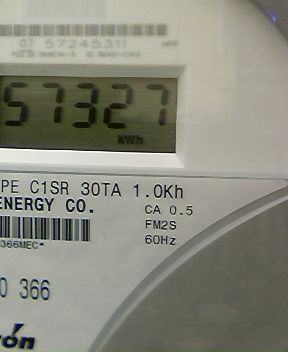 07 57245311
57327
kWh
PE C1SR 30TA 1.0Kh
ENERGY CO.
CA 0.5
FM2S
366MEC*
60Hz
0 366
rón